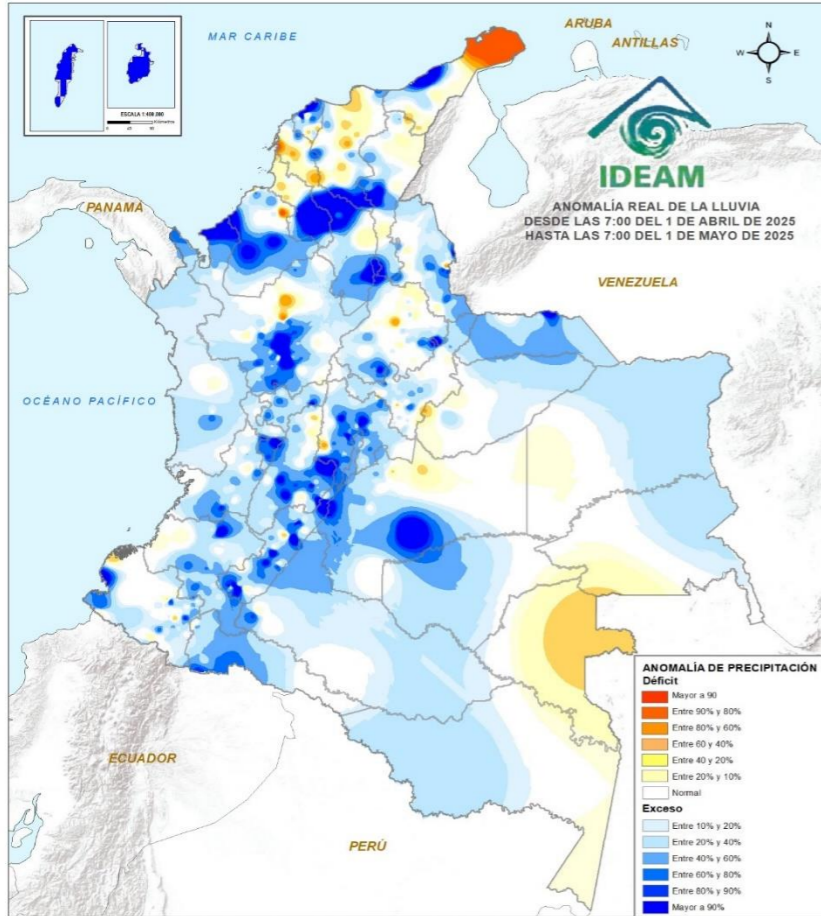 MAR CARIBE
ARUBA
ANTILLAS
N
W
E
S
ESCALA 1:400.000
IDEAM
ANOMALÍA REAL DE LA LLUVIA
DESDE LAS 7:00 DEL 1 DE ABRIL DE 2025
HASTA LAS 7:00 DEL 1 DE MAYO DE 2025
PANAMÁ
VENEZUELA
OCÉANO PACÍFICO
ECUADOR
PERÚ
ANOMALÍA DE PRECIPITACIÓN
Déficit
Mayor a 90
Entre 90% y 80%
Entre 80% y 60%
Entre 60 y 40%
Entre 40 y 20%
Entre 20% y 10%
Normal
Exceso
Entre 10% y 20%
Entre 20% y 40%
Entre 40% y 60%
Entre 60% y 80%
Entre 80% y 90%
Mayor a 90%